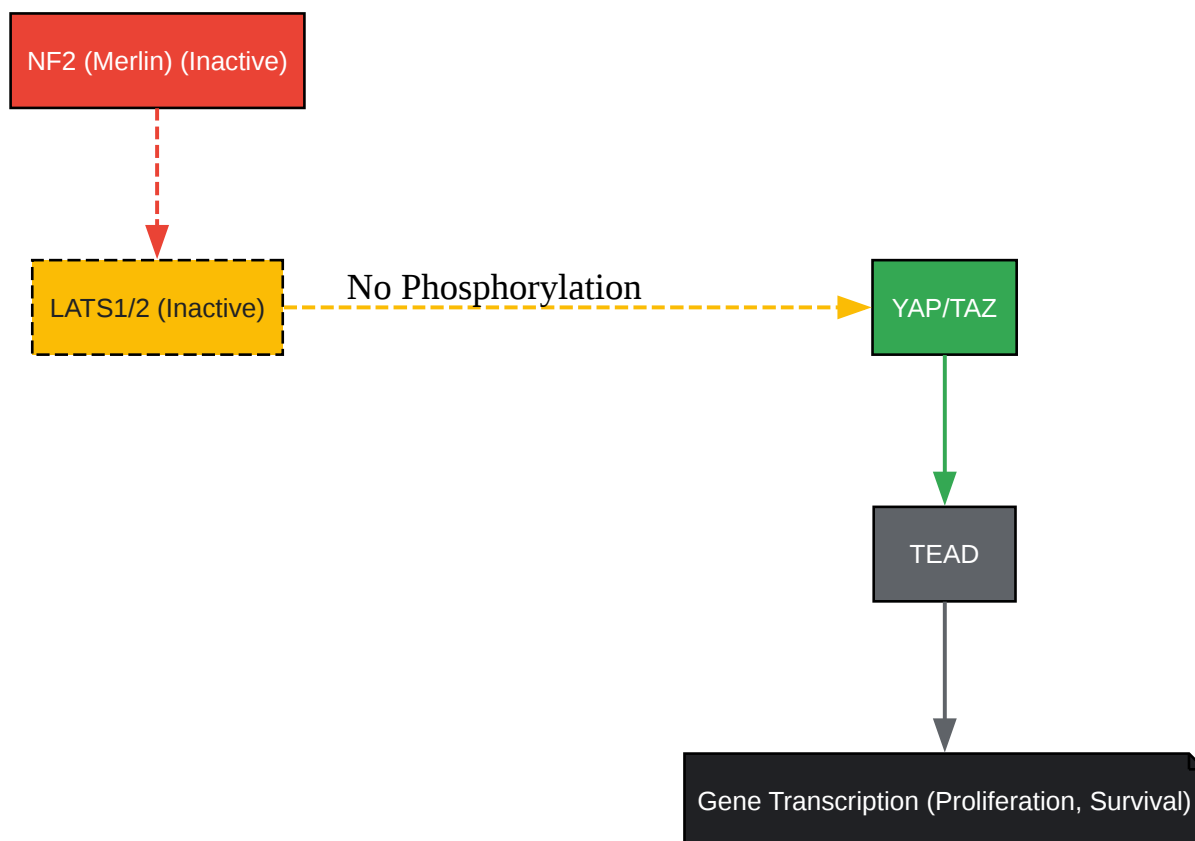 NF2 (Merlin) (Inactive)
LATS1/2 (Inactive)
No Phosphorylation
YAP/TAZ
TEAD
Gene Transcription (Proliferation, Survival)